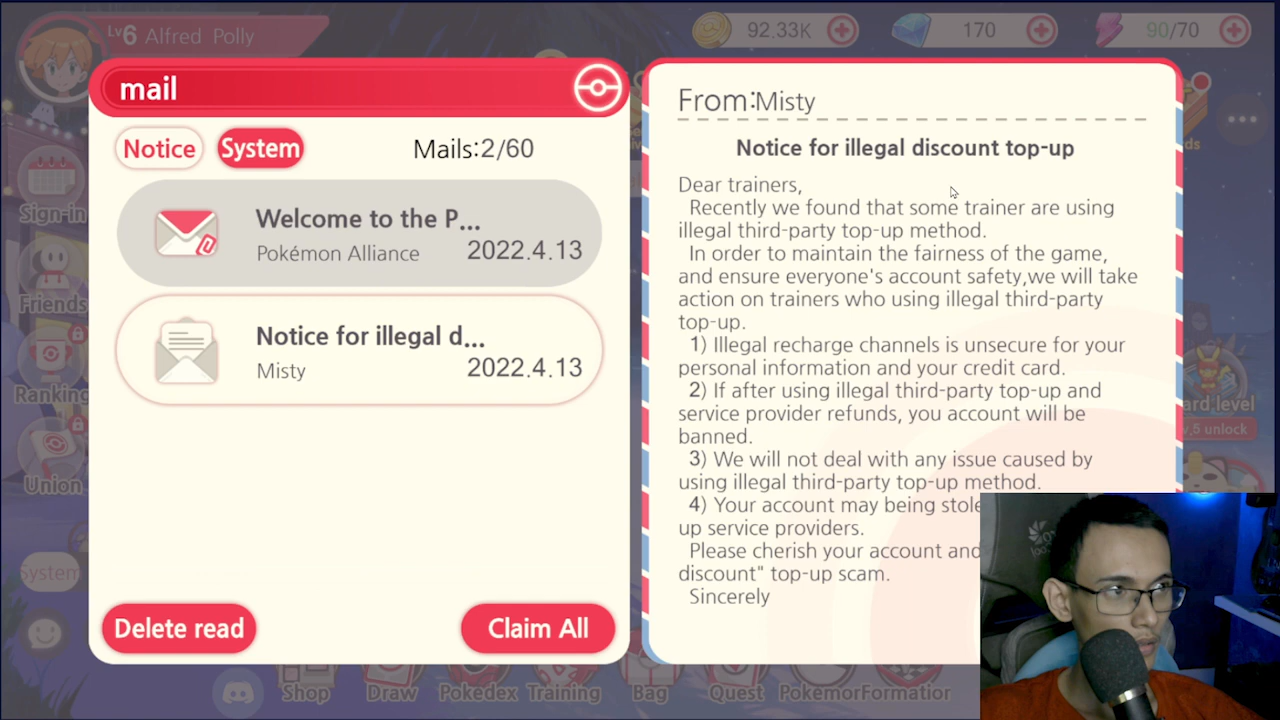 Lv6 Alfred Polly
92.33K
170
90/70
mail
Notice
System
Mails:2/60
Welcome to the P...
Pokémon Alliance
2022.4.13
Notice for illegal d...
Misty
2022.4.13
Delete read
Claim All
From:Misty
Notice for illegal discount top-up
Dear trainers,
Recently we found that some trainer are using
illegal third-party top-up method.
In order to maintain the fairness of the game,
and ensure everyone's account safety,we will take
action on trainers who using illegal third-party
top-up.
1) Illegal recharge channels is unsecure for your
personal information and your credit card.
2) If after using illegal third-party top-up and
service provider refunds, you account will be
banned.
3) We will not deal with any issue caused by
using illegal third-party top-up method.
4) Your account may being stole
up service providers.
Please cherish your account and
discount" top-up scam.
Sincerely
Sign-in
Friends
Ranking
Union
System
ard level
v.5 unlock
Shop
Draw
Pokedex
Training
Bag
Quest
Pokemor
Formatior